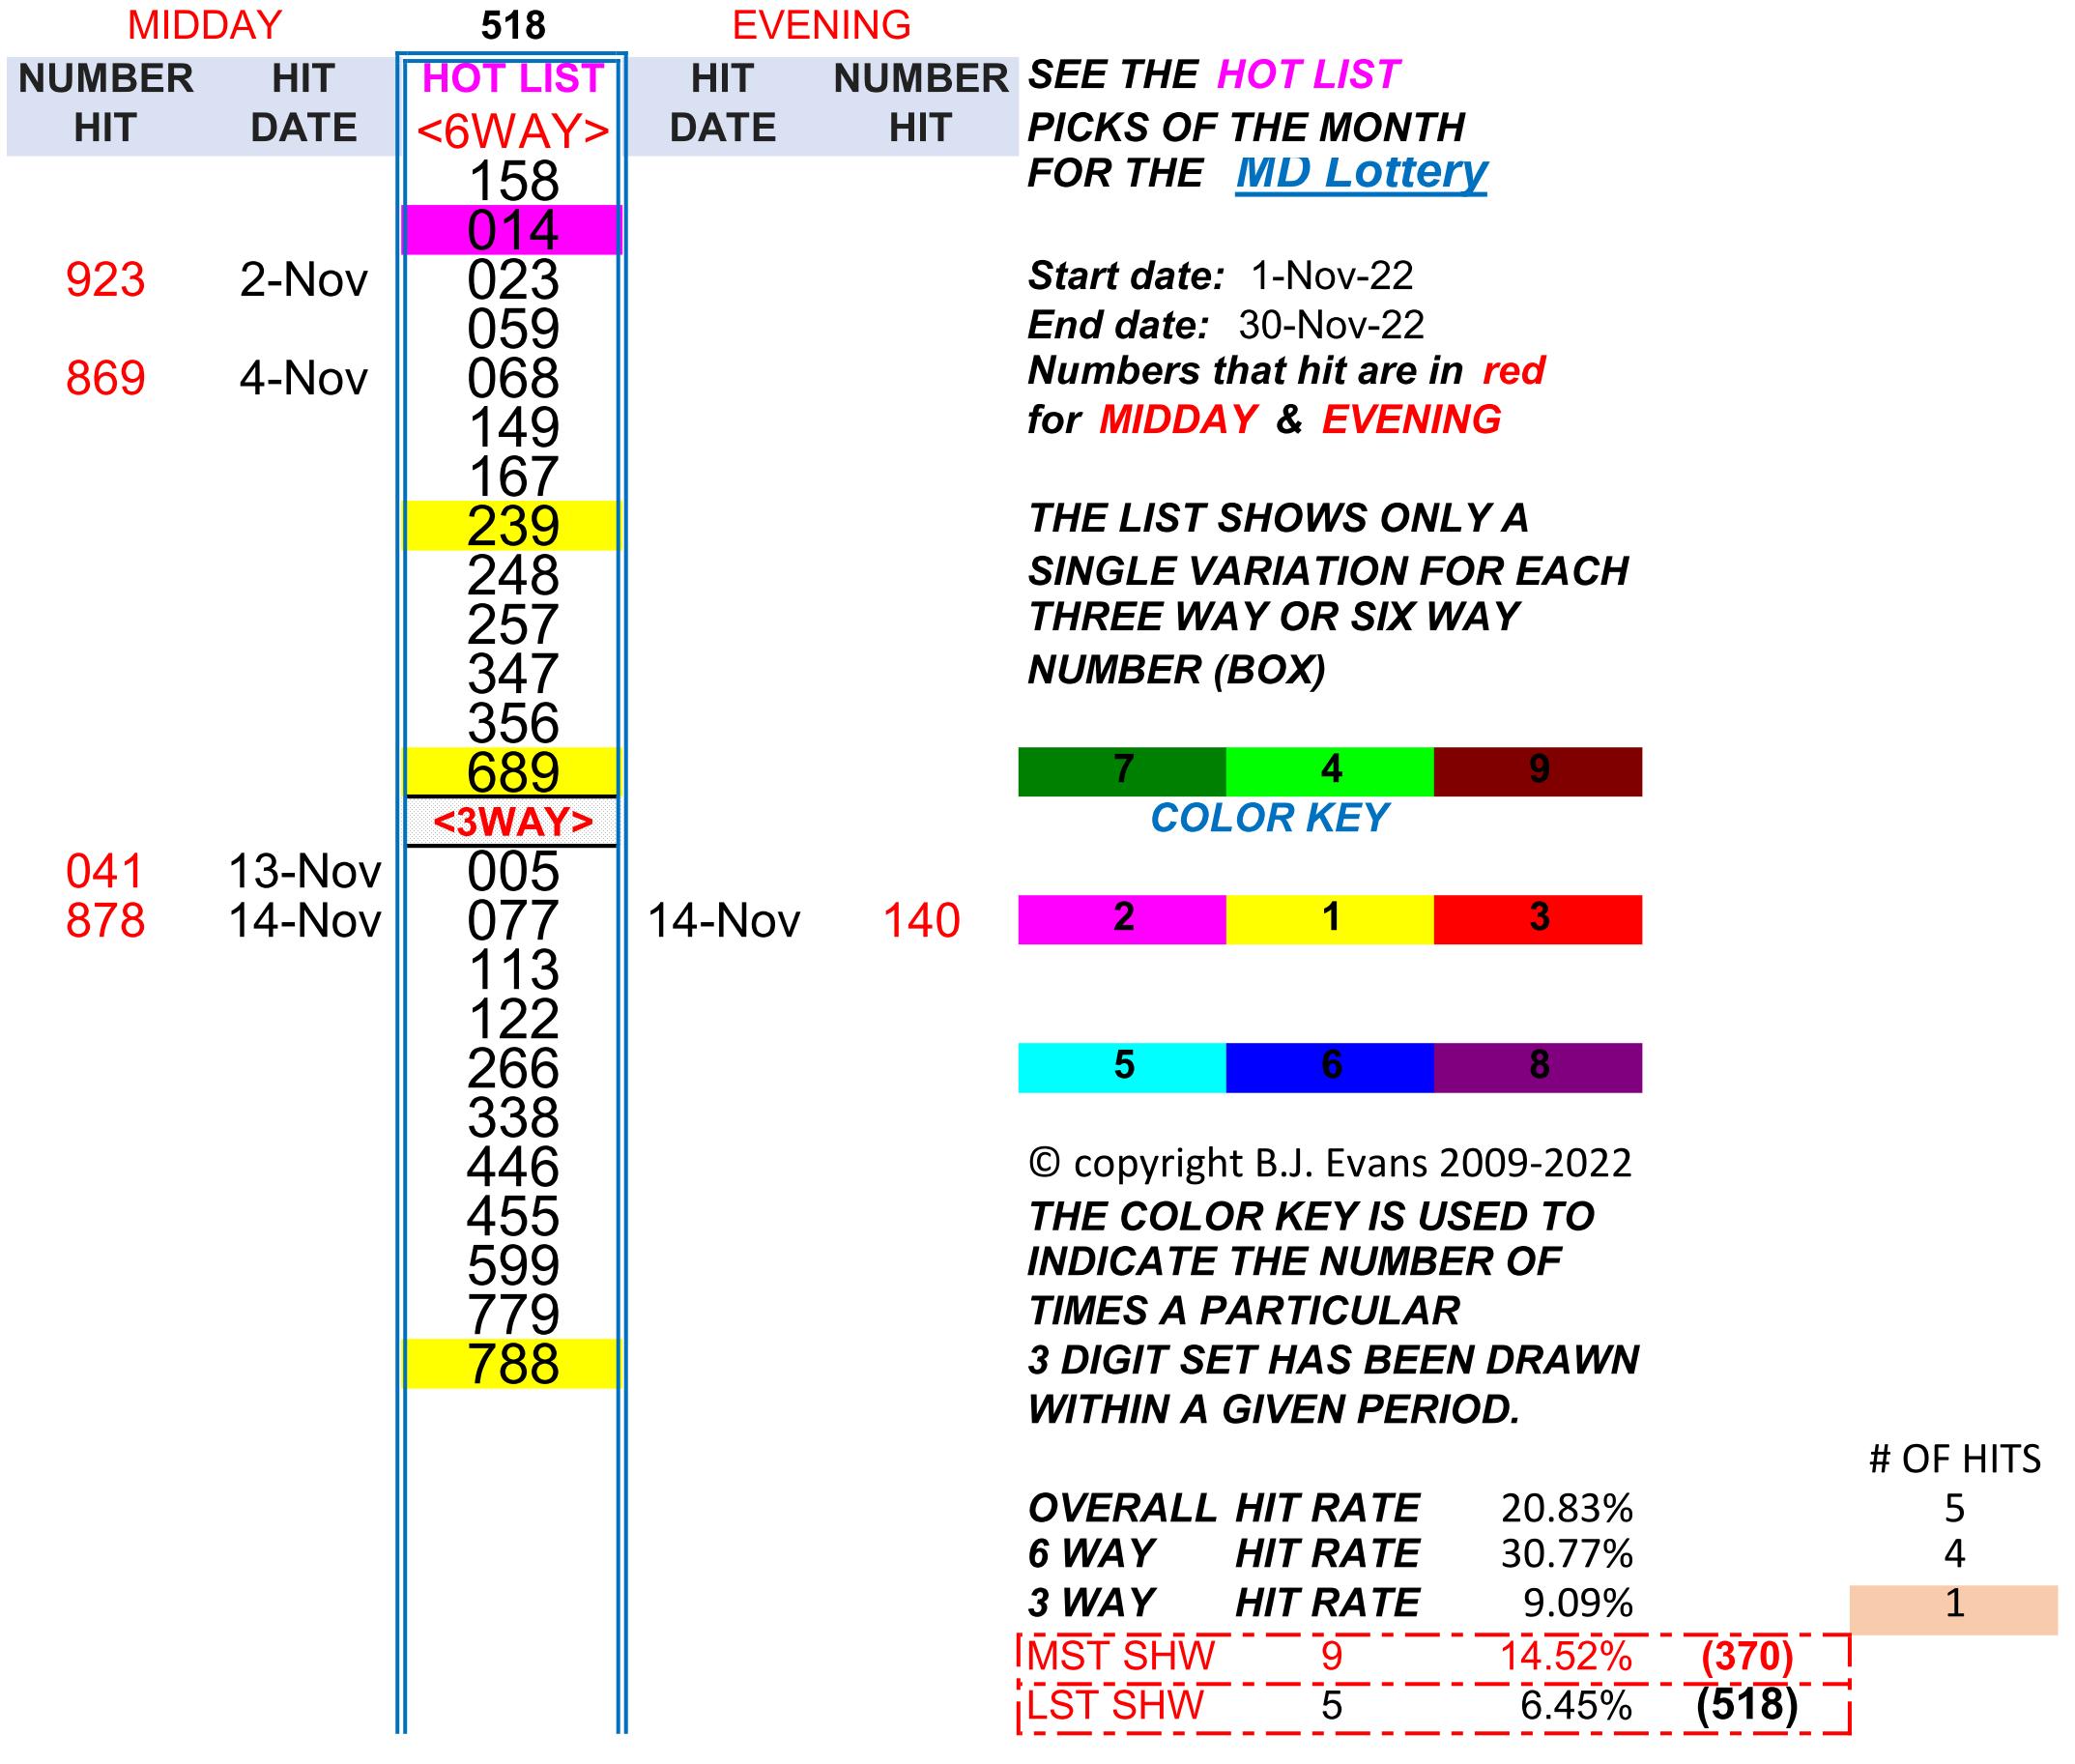 MIDDAY 518 EVENING
NUMBER HIT HOT LIST HIT NUMBER SEE THE HOT LIST
HIT DATE <6WAY> DATE HIT PICKS OF THE MONTH
158 FOR THE MD Lottery
014
923 2-Nov 023 Start date: 1-Nov-22
059 End date: 30-Nov-22
869 4-Nov 068 Numbers that hit are in red
149 for MIDDAY & EVENING
167
239 THE LIST SHOWS ONLY A
248 SINGLE VARIATION FOR EACH
257 THREE WAY OR SIX WAY
347 NUMBER (BOX)
356
689 7 4 9
<3WAY> COLOR KEY
041 13-Nov 005
878 14-Nov 077 14-Nov 140 2 1 3
113
122
266 5 6 8
338
446 © copyright B.J. Evans 2009-2022
455 THE COLOR KEY IS USED TO
599 INDICATE THE NUMBER OF
779 TIMES A PARTICULAR
788 3 DIGIT SET HAS BEEN DRAWN
WITHIN A GIVEN PERIOD.
# OF HITS
OVERALL HIT RATE 20.83% 5
6 WAY HIT RATE 30.77% 4
3 WAY HIT RATE 9.09% 1
MST SHW 9 14.52% (370)
LST SHW 5 6.45% (518)